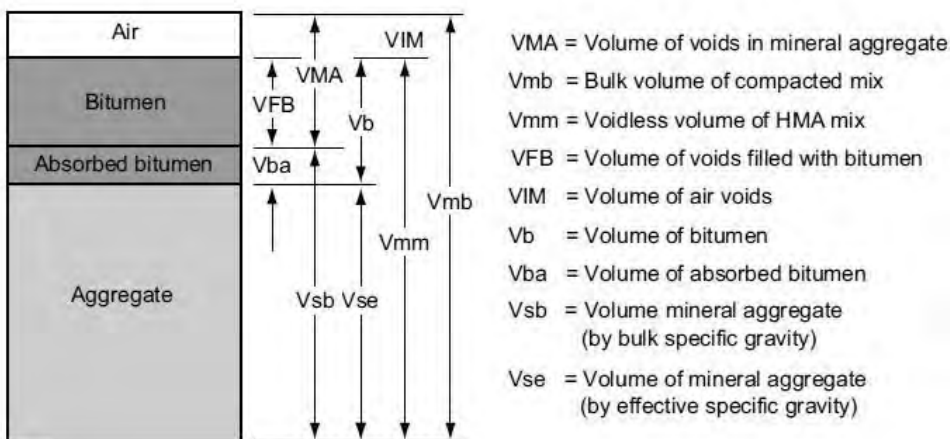 Air
Bitumen
Absorbed bitumen
Aggregate
VIM
VMA
VFB
Vb
Vba
Vmb
Vmm
Vsb
Vse
VMA = Volume of voids in mineral aggregate
Vmb = Bulk volume of compacted mix
Vmm = Voidless volume of HMA mix
VFB = Volume of voids filled with bitumen
VIM = Volume of air voids
Vb = Volume of bitumen
Vba = Volume of absorbed bitumen
Vsb = Volume mineral aggregate
(by bulk specific gravity)
Vse = Volume of mineral aggregate
(by effective specific gravity)